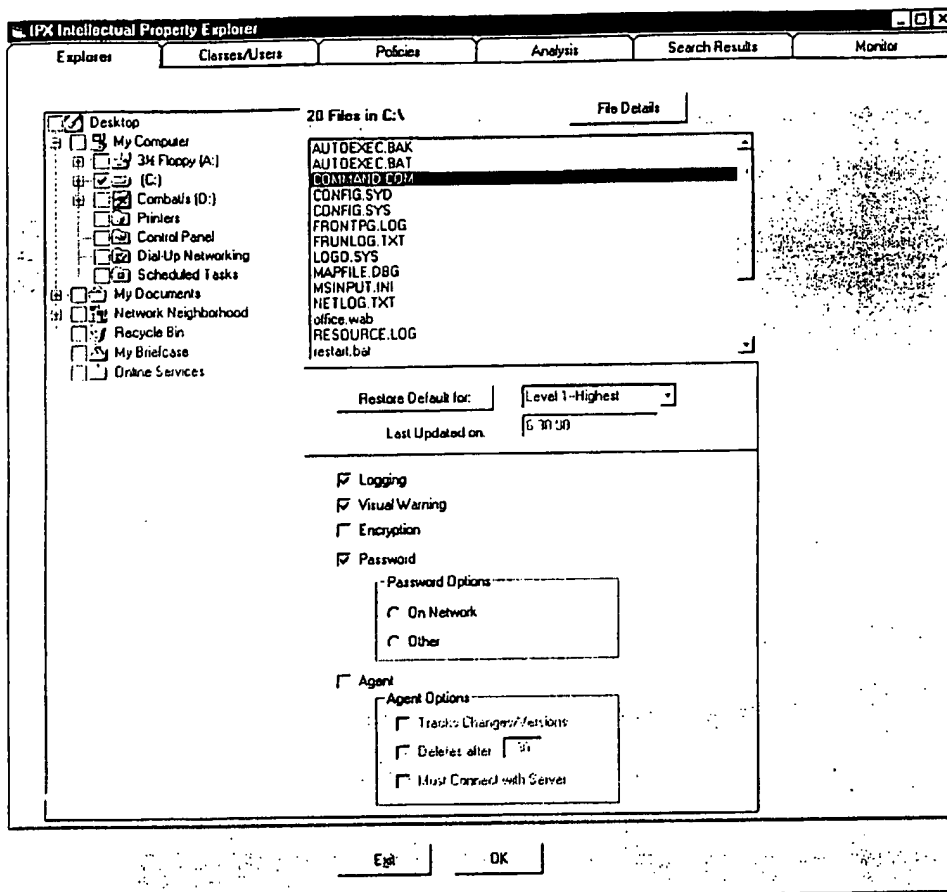 IPX Intellectual Property Explorer
Explorer Classes/Users Policies Analysis Search Results Monitor
20 Files in C:\
File Details
Desktop
My Computer
3½ Floppy (A:)
(C:)
Printers
Control Panel
Dial-Up Networking
Scheduled Tasks
My Documents
Network Neighborhood
Recycle Bin
My Briefcase
Online Services
AUTOEXEC.BAK
AUTOEXEC.BAT
COMMAND.COM
CONFIG.SYD
CONFIG.SYS
FRONTPG.LOG
FRUNLOG.TXT
LOGO.SYS
MAPFILE.DBG
MSINPUT.INI
NETLOG.TXT
office.wab
RESOURCE.LOG
restart.bat
Restore Default for:
Level 1--Highest
Last Updated on.
Logging
Visual Warning
Encryption
Password
Password Options
On Network
Other
Agent
Agent Options
Tracks Changes/Versions
Deletes after
Must Connect with Server
Exit OK